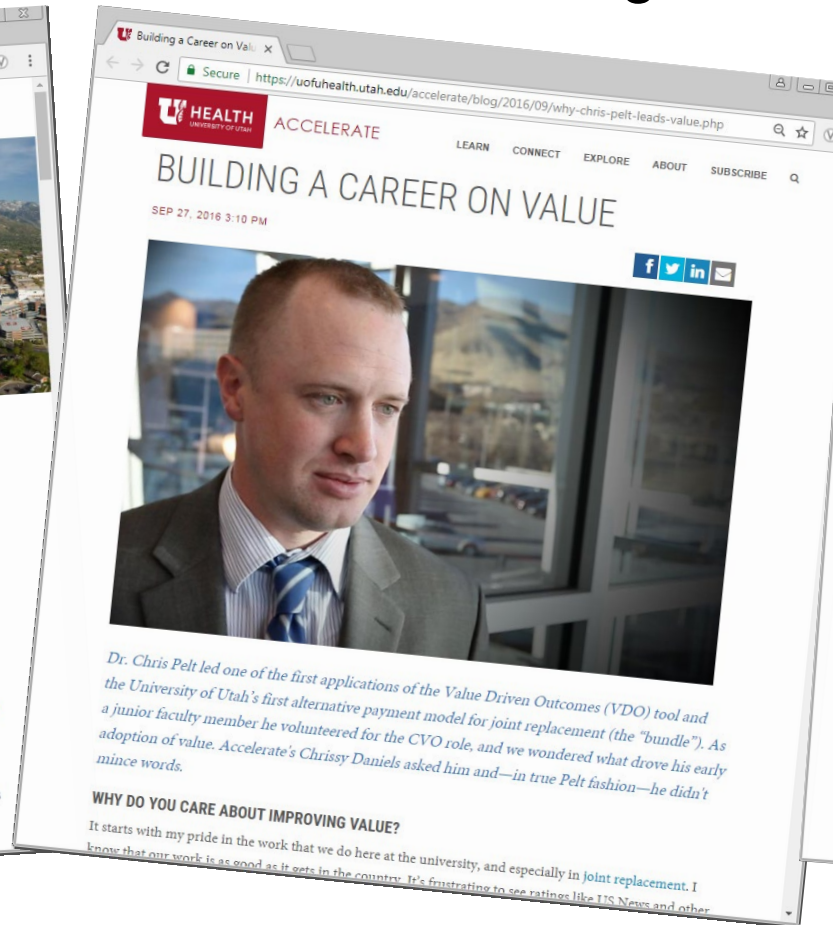 Building a Career on Valu
Secure | https://uofuhealth.utah.edu/accelerate/blog/2016/09/why-chris-pelt-leads-value.php
U HEALTH
UNIVERSITY OF UTAH
ACCELERATE
LEARN CONNECT EXPLORE ABOUT SUBSCRIBE
BUILDING A CAREER ON VALUE
SEP 27, 2016 3:10 PM
Dr. Chris Pelt led one of the first applications of the Value Driven Outcomes (VDO) tool and
the University of Utah's first alternative payment model for joint replacement (the "bundle"). As
a junior faculty member he volunteered for the CVO role, and we wondered what drove his early
adoption of value. Accelerate's Chrissy Daniels asked him and—in true Pelt fashion—he didn't
mince words.
WHY DO YOU CARE ABOUT IMPROVING VALUE?
It starts with my pride in the work that we do here at the university, and especially in joint replacement. I
know that our work is as good as it gets in the country. It's frustrating to see ratings like US News and other